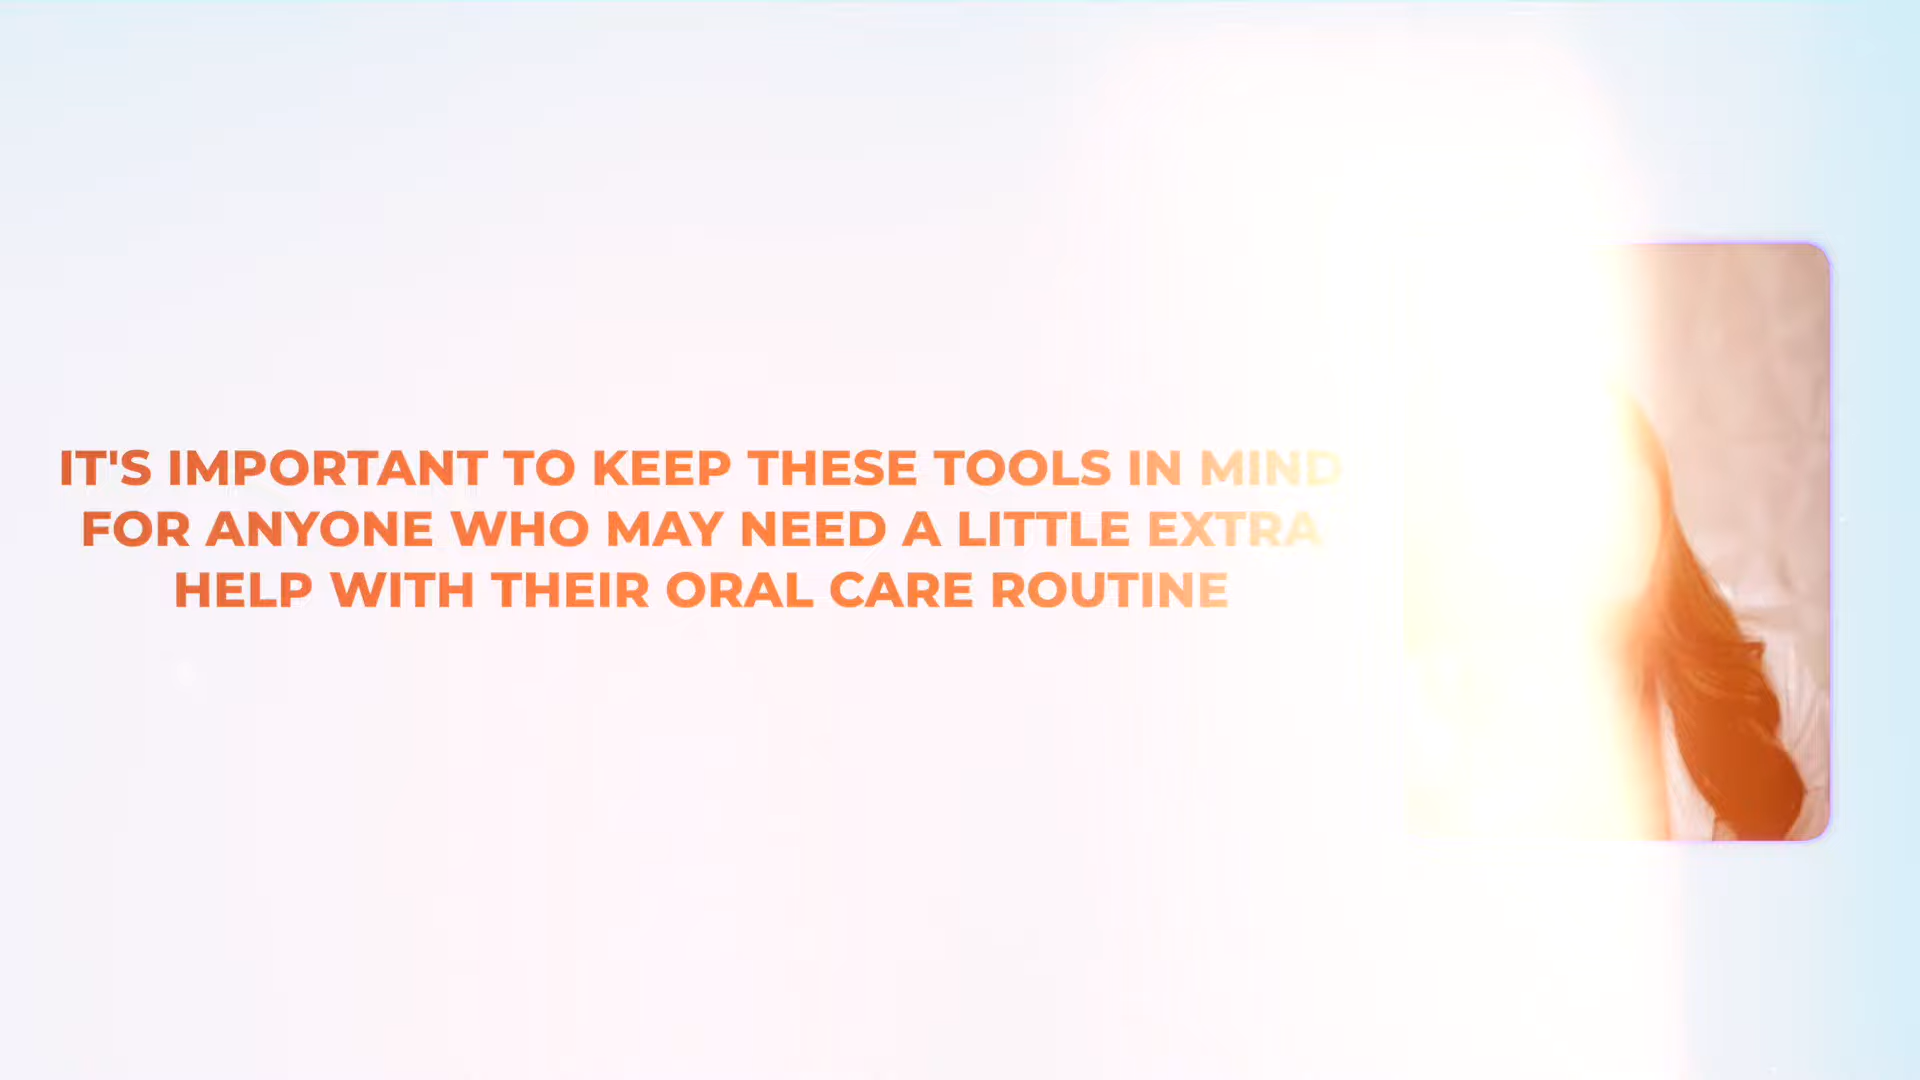 IT'S IMPORTANT TO KEEP THESE TOOLS IN MIND
FOR ANYONE WHO MAY NEED A LITTLE EXTRA
HELP WITH THEIR ORAL CARE ROUTINE